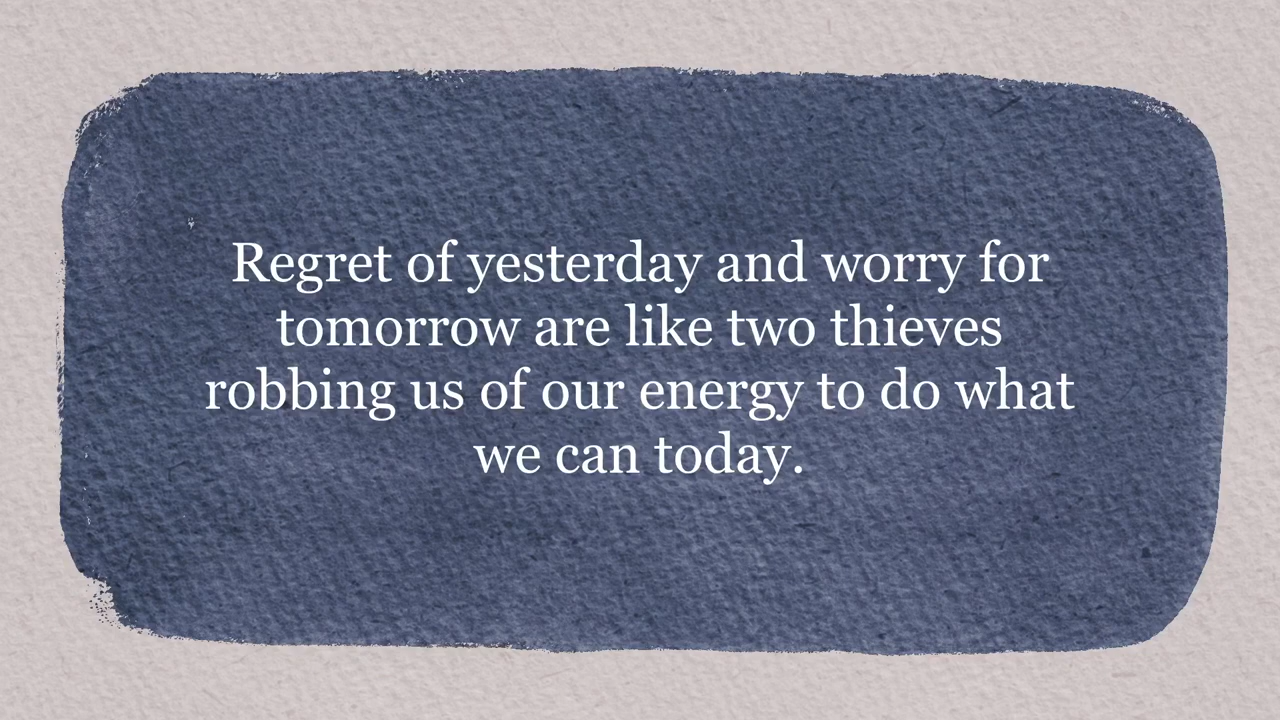 Regret of yesterday and worry for
tomorrow are like two thieves
robbing us of our energy to do what
we can today.